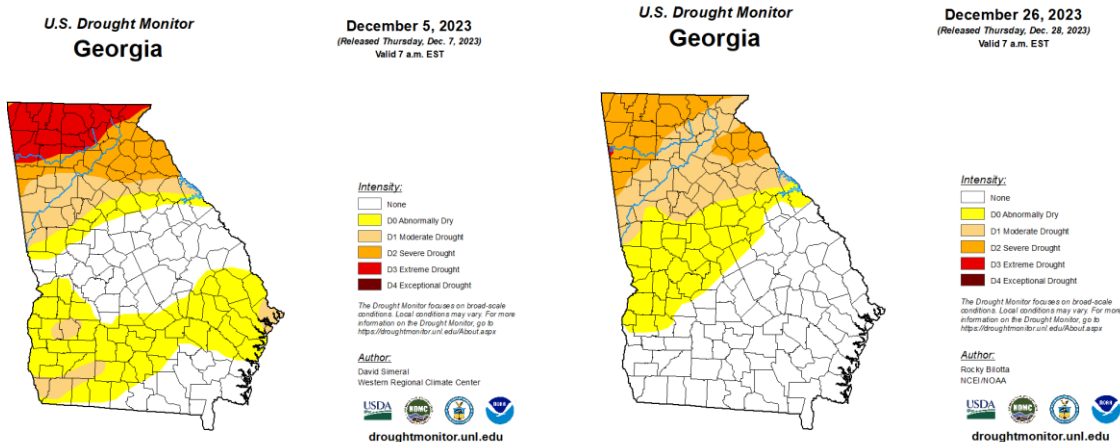 U.S. Drought Monitor
Georgia
December 5, 2023
(Released Thursday, Dec. 7, 2023)
Valid 7 a.m. EST
Intensity:
None
D0 Abnormally Dry
D1 Moderate Drought
D2 Severe Drought
D3 Extreme Drought
D4 Exceptional Drought
The Drought Monitor focuses on broad-scale
conditions. Local conditions may vary. For more
information on the Drought Monitor, go to
https://droughtmonitor.unl.edu/About.aspx
Author:
David Simeral
Western Regional Climate Center
USDA
NDMC
NOAA
droughtmonitor.unl.edu
U.S. Drought Monitor
Georgia
December 26, 2023
(Released Thursday, Dec. 28, 2023)
Valid 7 a.m. EST
Intensity:
None
D0 Abnormally Dry
D1 Moderate Drought
D2 Severe Drought
D3 Extreme Drought
D4 Exceptional Drought
The Drought Monitor focuses on broad-scale
conditions. Local conditions may vary. For more
information on the Drought Monitor, go to
https://droughtmonitor.unl.edu/About.aspx
Author:
Rocky Bilotta
NCEI/NOAA
USDA
NDMC
NOAA
droughtmonitor.unl.edu